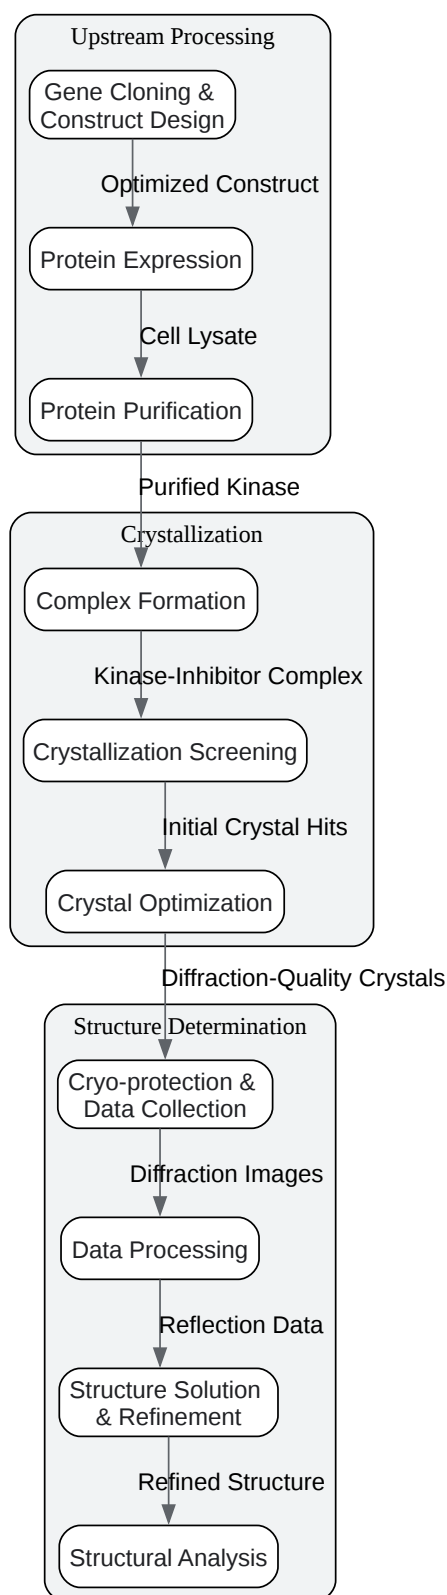 Upstream Processing
Gene Cloning &
Construct Design
Optimized Construct
Protein Expression
Cell Lysate
Protein Purification
Purified Kinase
Crystallization
Complex Formation
Kinase-Inhibitor Complex
Crystallization Screening
Initial Crystal Hits
Crystal Optimization
Diffraction-Quality Crystals
Structure Determination
Cryo-protection &
Data Collection
Diffraction Images
Data Processing
Reflection Data
Structure Solution
& Refinement
Refined Structure
Structural Analysis